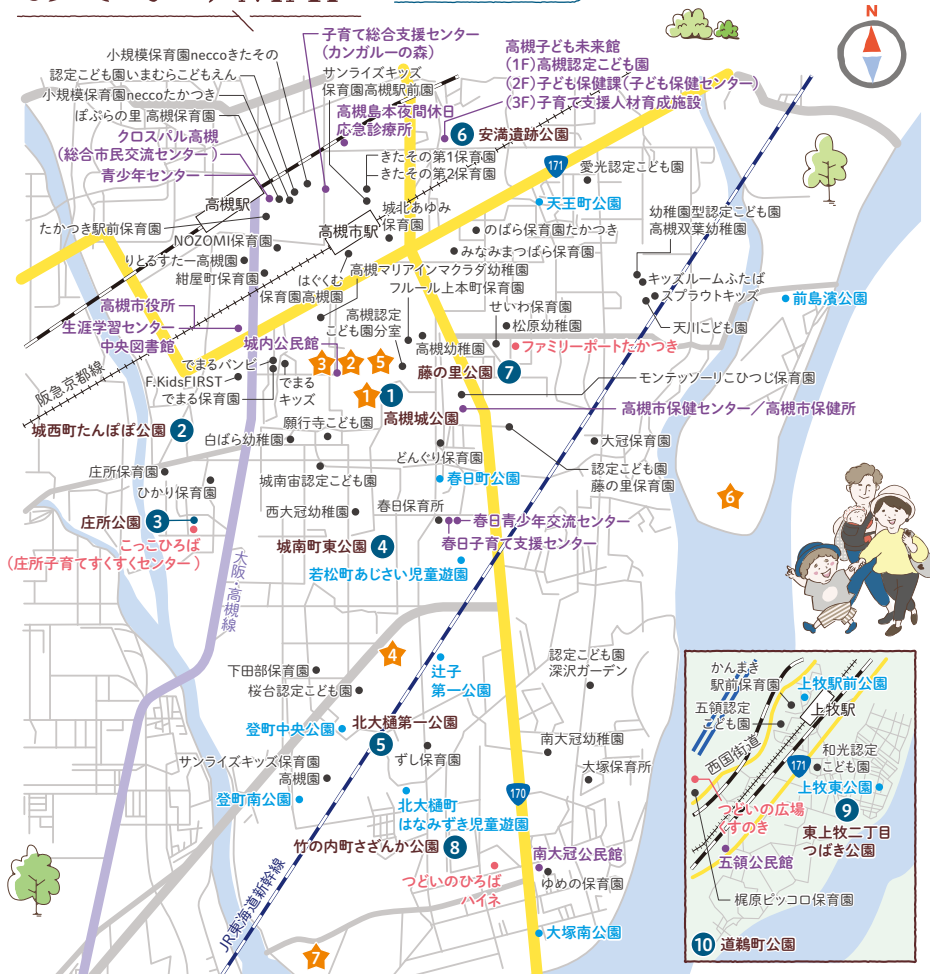 N
子育て総合支援センター
(カンガルーの森)
小規模保育園neccoきたその
認定こども園いまむらこどもえん
小規模保育園neccoたかつき
ぽぷらの里 高槻保育園
クロスパル高槻
(総合市民交流センター)
青少年センター
サンライズキッズ
保育園高槻駅前園
高槻島本夜間休日
応急診療所
高槻子ども未来館
(1F)高槻認定こども園
(2F)子ども保健課(子ども保健センター)
(3F)子育て支援人材育成施設
6 安満遺跡公園
171
愛光認定こども園
きたその第1保育園
きたその第2保育園
高槻駅
天王町公園
城北あゆみ
保育園
幼稚園型認定こども園
高槻双葉幼稚園
たかつき駅前保育園
高槻市駅
のばら保育園たかつき
NOZOMI保育園
みなみまつばら保育園
りとるすたー高槻園
紺屋町保育園
はぐくむ
保育園高槻園
高槻マリアインマクラダ幼稚園
フルール上本町保育園
キッズルームふたば
スプラウトキッズ
前島濱公園
高槻市役所
生涯学習センター
中央図書館
せいわ保育園
松原幼稚園
天川こども園
高槻認定
こども園分室
城内公民館
高槻幼稚園
ファミリーポートたかつき
3 2 5
藤の里公園 7
阪急京都線
でまるバンビ
F.KidsFIRST
でまる保育園
でまる
キッズ
1 1
高槻城公園
モンテッソーリこひつじ保育園
高槻市保健センター/高槻市保健所
城西町たんぽぽ公園 2
願行寺こども園
白ばら幼稚園
どんぐり保育園
大冠保育園
認定こども園
藤の里保育園
庄所保育園
ひかり保育園
城南宙認定こども園
春日町公園
6
西大冠幼稚園
春日保育所
庄所公園 3
こっこひろば
(庄所子育てすくすくセンター)
春日青少年交流センター
春日子育て支援センター
城南町東公園 4
若松町あじさい児童遊園
大阪・高槻線
4
下田部保育園
桜台認定こども園
辻子
第一公園
認定こども園
深沢ガーデン
登町中央公園
北大樋第一公園
5
ずし保育園
南大冠幼稚園
サンライズキッズ保育園
高槻園
大塚保育所
登町南公園
北大樋町
はなみずき児童遊園
170
竹の内町さざんか公園 8
つどいのひろば
ハイネ
南大冠公民館
ゆめの保育園
JR東海道新幹線
大塚南公園
7
かんまき
駅前保育園
上牧駅前公園
五領認定
こども園
上牧駅
西国街道
171
和光認定
こども園
上牧東公園
つどいの広場
くすのき
9
東上牧二丁目
つばき公園
五領公民館
梶原ピッコロ保育園
10 道鵜町公園